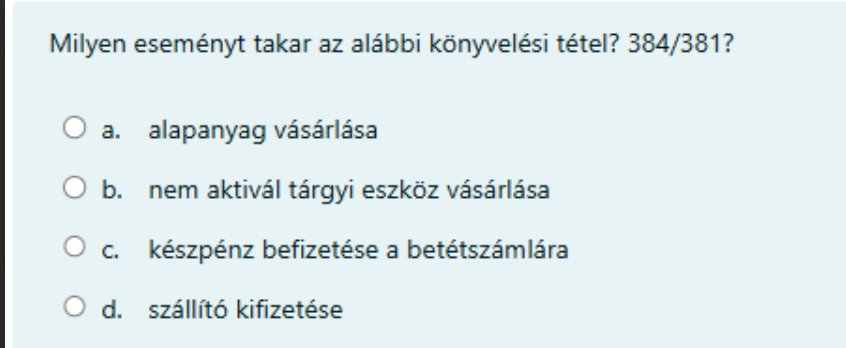 Milyen eseményt takar az alábbi könyvelési tétel? 384/381?
a. alapanyag vásárlása
b. nem aktivál tárgyi eszköz vásárlása
c. készpénz befizetése a betétszámlára
d. szállító kifizetése